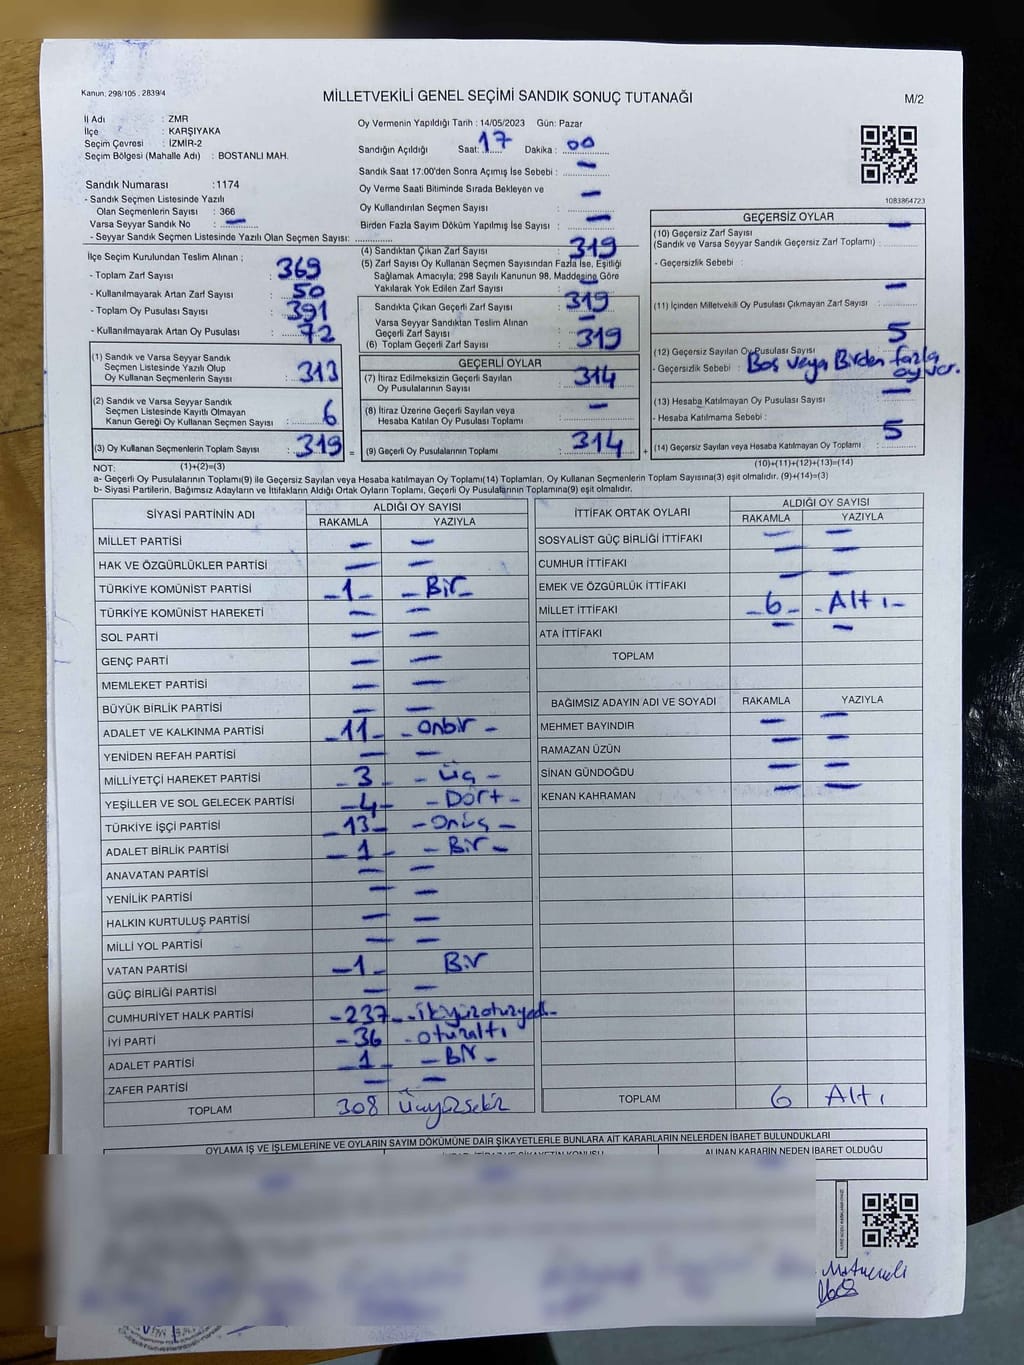 Kanun, 298/105 . 2839/4
MİLLETVEKİLİ GENEL SEÇİMİ SANDIK SONUÇ TUTANAĞI
M/2
İl Adı : ZMR
İlçe : KARŞIYAKA
Seçim Çevresi : İZMİR-2
Seçim Bölgesi (Mahalle Adı) : BOSTANLI MAH.
Sandık Numarası :1174
- Sandık Seçmen Listesinde Yazılı
Olan Seçmenlerin Sayısı : 366
Varsa Seyyar Sandık No : —
- Seyyar Sandık Seçmen Listesinde Yazılı Olan Seçmen Sayısı:
Oy Vermenin Yapıldığı Tarih : 14/05/2023 Gün: Pazar
Sandığın Açıldığı Saat: 17 Dakika : 00
Sandık Saat 17.00'den Sonra Açımış İse Sebebi : —
Oy Verme Saati Bitiminde Sırada Bekleyen ve
Oy Kullandırılan Seçmen Sayısı : —
Birden Fazla Sayım Döküm Yapılmış İse Sayısı : —
1083864723
İlçe Seçim Kurulundan Teslim Alınan ;
- Toplam Zarf Sayısı 369
- Kullanılmayarak Artan Zarf Sayısı 50
- Toplam Oy Pusulası Sayısı 391
- Kullanılmayarak Artan Oy Pusulası 72
(1) Sandık ve Varsa Seyyar Sandık
Seçmen Listesinde Yazılı Olup
Oy Kullanan Seçmenlerin Sayısı 313
(2) Sandık ve Varsa Seyyar Sandık
Seçmen Listesinde Kayıtlı Olmayan
Kanun Gereği Oy Kullanan Seçmen Sayısı 6
(3) Oy Kullanan Seçmenlerin Toplam Sayısı 319 =
(4) Sandıktan Çıkan Zarf Sayısı 319
(5) Zarf Sayısı Oy Kullanan Seçmen Sayısından Fazla İse, Eşitliği
Sağlamak Amacıyla; 298 Sayılı Kanunun 98. Maddesine Göre
Yakılarak Yok Edilen Zarf Sayısı —
Sandıkta Çıkan Geçerli Zarf Sayısı 319
Varsa Seyyar Sandıktan Teslim Alınan
Geçerli Zarf Sayısı —
(6) Toplam Geçerli Zarf Sayısı 319
GEÇERLİ OYLAR
(7) İtiraz Edilmeksizin Geçerli Sayılan
Oy Pusulalarının Sayısı 314
(8) İtiraz Üzerine Geçerli Sayılan veya
Hesaba Katılan Oy Pusulası Toplamı —
(9) Geçerli Oy Pusulalarının Toplamı 314 +
GEÇERSİZ OYLAR
(10) Geçersiz Zarf Sayısı —
(Sandık ve Varsa Seyyar Sandık Geçersiz Zarf Toplamı) :
- Geçersizlik Sebebi :
(11) İçinden Milletvekili Oy Pusulası Çıkmayan Zarf Sayısı —
(12) Geçersiz Sayılan Oy Pusulası Sayısı 5
- Geçersizlik Sebebi : Boş veya Birden fazla
oy ver.
(13) Hesaba Katılmayan Oy Pusulası Sayısı —
- Hesaba Katılmama Sebebi :
(14) Geçersiz Sayılan veya Hesaba Katılmayan Oy Toplamı 5
NOT: (1)+(2)=(3)
(10)+(11)+(12)+(13)=(14)
a- Geçerli Oy Pusulalarının Toplamı(9) ile Geçersiz Sayılan veya Hesaba katılmayan Oy Toplamı(14) Toplamları, Oy Kullanan Seçmenlerin Toplam Sayısına(3) eşit olmalıdır. (9)+(14)=(3)
b- Siyasi Partilerin, Bağımsız Adayların ve İttifakların Aldığı Ortak Oyların Toplamı, Geçerli Oy Pusulalarının Toplamına(9) eşit olmalıdır.
SİYASİ PARTİNİN ADI
ALDIĞI OY SAYISI
RAKAMLA YAZIYLA
MİLLET PARTİSİ — —
HAK VE ÖZGÜRLÜKLER PARTİSİ — —
TÜRKİYE KOMÜNİST PARTİSİ -1- -Bir-
TÜRKİYE KOMÜNİST HAREKETİ — —
SOL PARTİ — —
GENÇ PARTİ — —
MEMLEKET PARTİSİ — —
BÜYÜK BİRLİK PARTİSİ — —
ADALET VE KALKINMA PARTİSİ -11- -Onbir-
YENİDEN REFAH PARTİSİ — —
MİLLİYETÇİ HAREKET PARTİSİ -3- -Üç-
YEŞİLLER VE SOL GELECEK PARTİSİ -4- -Dört-
TÜRKİYE İŞÇİ PARTİSİ -13- -Onüç-
ADALET BİRLİK PARTİSİ -1- -Bir-
ANAVATAN PARTİSİ — —
YENİLİK PARTİSİ — —
HALKIN KURTULUŞ PARTİSİ — —
MİLLİ YOL PARTİSİ — —
VATAN PARTİSİ -1- Bir
GÜÇ BİRLİĞİ PARTİSİ — —
CUMHURİYET HALK PARTİSİ -237- -ikiyüzotuzyedi-
İYİ PARTİ -36 -otuzaltı
ADALET PARTİSİ -1- -Bir-
ZAFER PARTİSİ — —
TOPLAM 308 Üçyüzsekiz
İTTİFAK ORTAK OYLARI
ALDIĞI OY SAYISI
RAKAMLA YAZIYLA
SOSYALİST GÜÇ BİRLİĞİ İTTİFAKI — —
CUMHUR İTTİFAKI — —
EMEK VE ÖZGÜRLÜK İTTİFAKI — —
MİLLET İTTİFAKI -6- -Altı-
ATA İTTİFAKI — —
TOPLAM
BAĞIMSIZ ADAYIN ADI VE SOYADI RAKAMLA YAZIYLA
MEHMET BAYINDIR — —
RAMAZAN ÜZÜN — —
SİNAN GÜNDOĞDU — —
KENAN KAHRAMAN — —
TOPLAM 6 Altı
OYLAMA İŞ VE İŞLEMLERİNE VE OYLARIN SAYIM DÖKÜMÜNE DAİR ŞİKAYETLERLE BUNLARA AİT KARARLARIN NELERDEN İBARET BULUNDUKLARI
ALINAN KARARIN NEDEN İBARET OLDUĞU